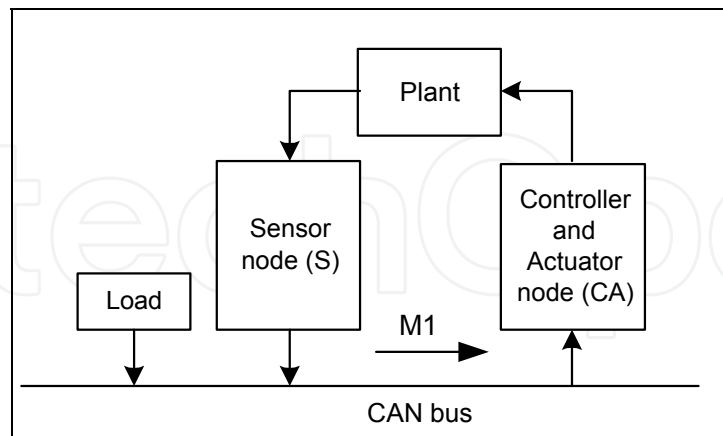 Plant
Sensor
node (S)
Controller
and
Actuator
node (CA)
Load
M1
CAN bus